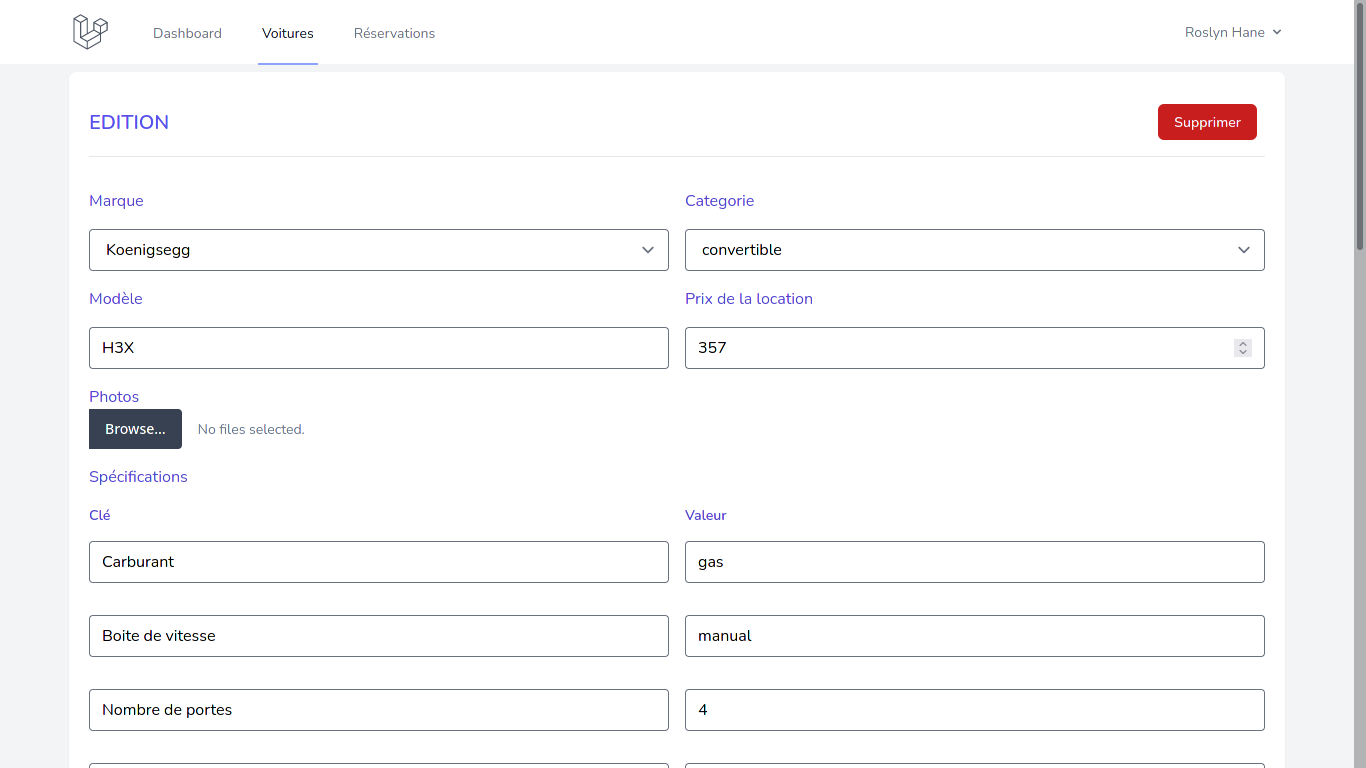 Dashboard Voitures Réservations Roslyn Hane
EDITION Supprimer
Marque Categorie
Koenigsegg convertible
Modèle Prix de la location
H3X 357
Photos
Browse... No files selected.
Spécifications
Clé Valeur
Carburant gas
Boite de vitesse manual
Nombre de portes 4